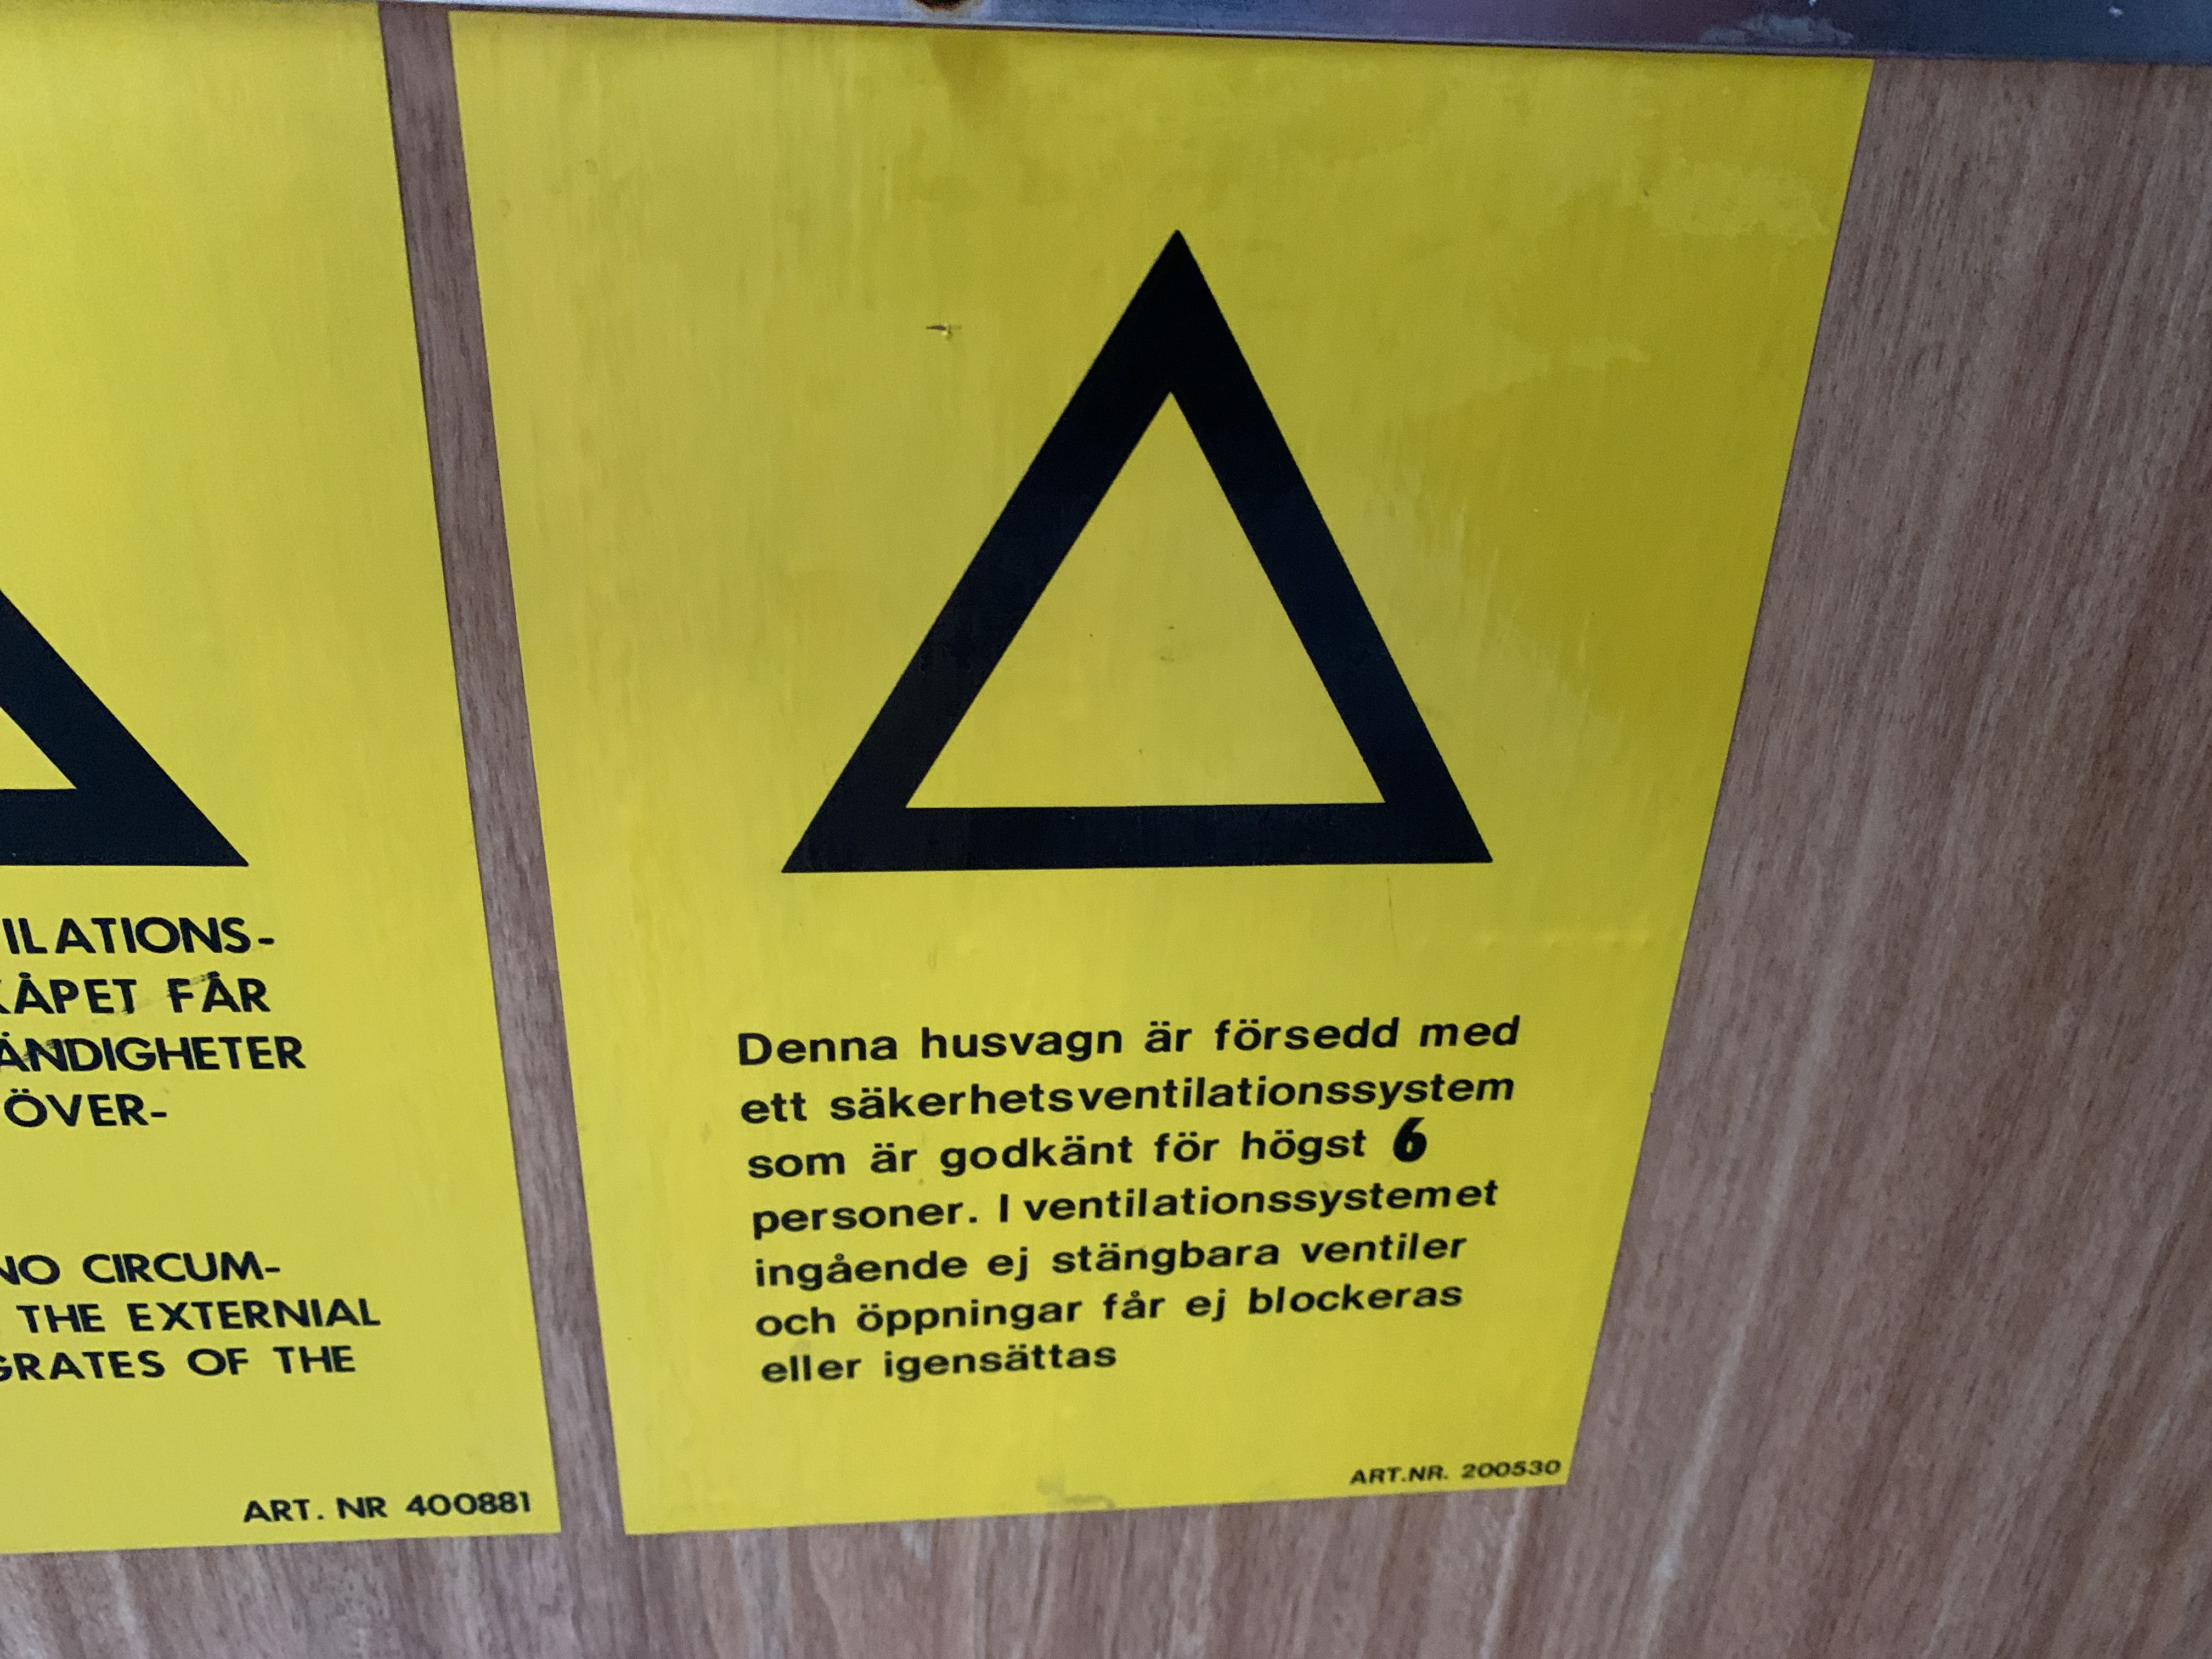 ILATIONS-
KÅPET FÅR
ÄNDIGHETER
ÖVER-
NO CIRCUM-
THE EXTERNIAL
GRATES OF THE
ART. NR 400881
Denna husvagn är försedd med
ett säkerhetsventilationssystem
som är godkänt för högst 6
personer. I ventilationssystemet
ingående ej stängbara ventiler
och öppningar får ej blockeras
eller igensättas
ART.NR. 200530